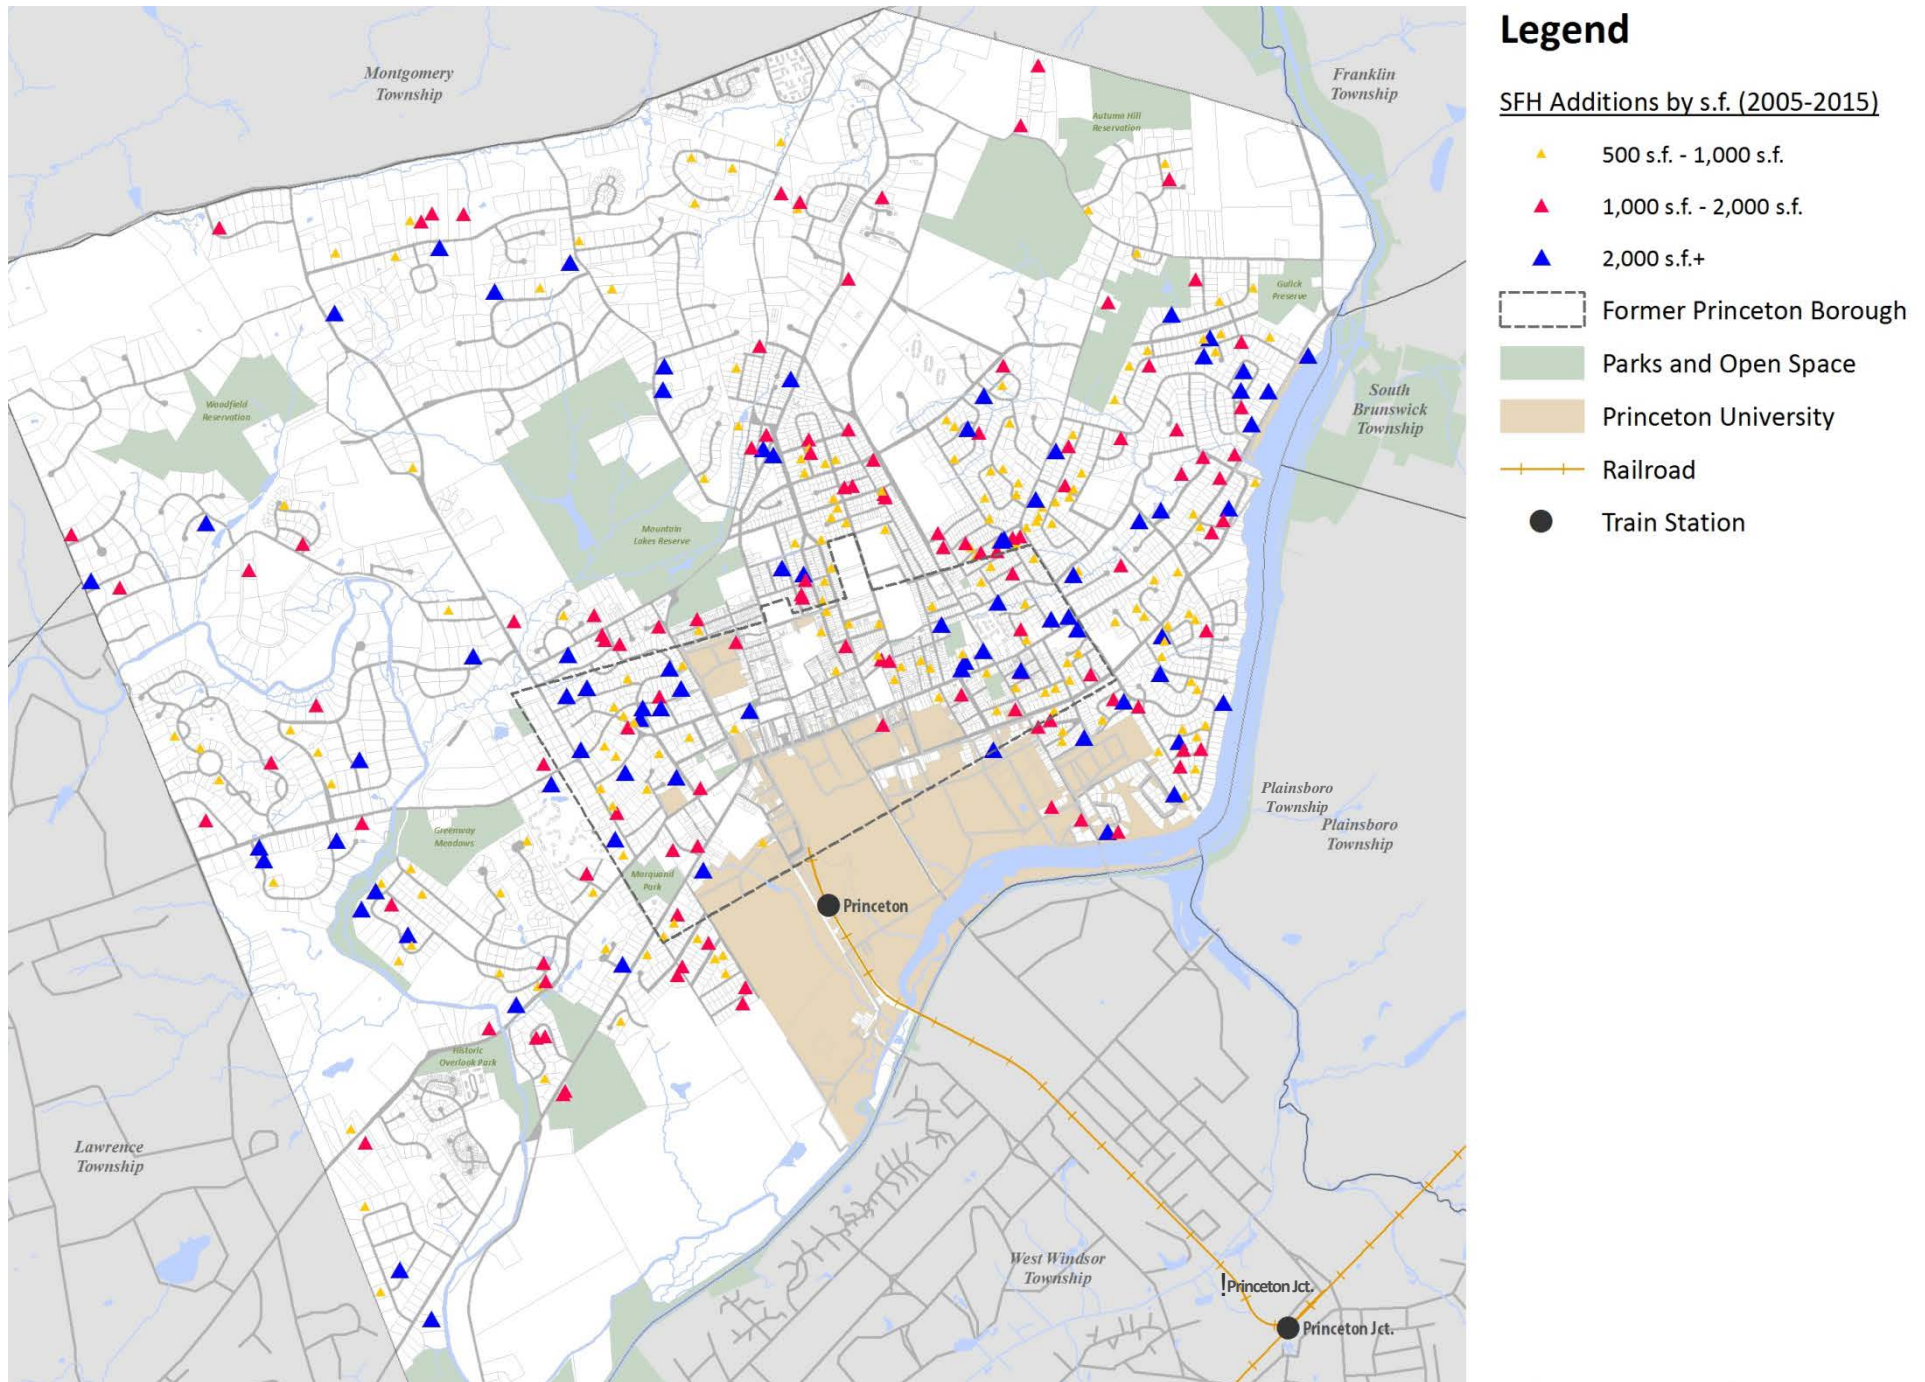 Legend
SFH Additions by s.f. (2005-2015)
500 s.f. - 1,000 s.f.
1,000 s.f. - 2,000 s.f.
2,000 s.f.+
Former Princeton Borough
Parks and Open Space
Princeton University
Railroad
Train Station
Montgomery
Township
Franklin
Township
Autumn Hill
Reservation
Gulick
Preserve
South
Brunswick
Township
Woodfield
Reservation
Mountain
Lakes Reserve
Plainsboro
Township
Plainsboro
Township
Greenway
Meadows
Marquand
Park
Princeton
Historic
Overlook Park
Lawrence
Township
West Windsor
Township
!Princeton Jct.
Princeton Jct.